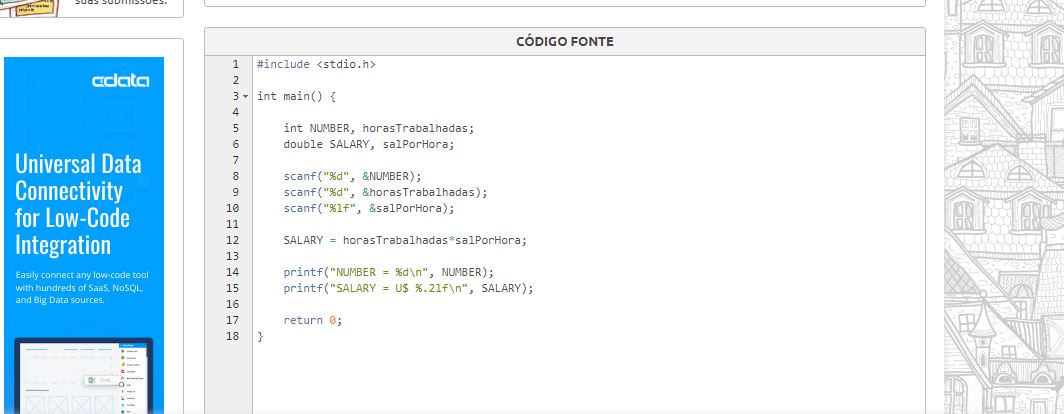 suas submissões.
CÓDIGO FONTE
1 #include <stdio.h>
2
3 int main() {
4
5     int NUMBER, horasTrabalhadas;
6     double SALARY, salPorHora;
7
8     scanf("%d", &NUMBER);
9     scanf("%d", &horasTrabalhadas);
10     scanf("%lf", &salPorHora);
11
12     SALARY = horasTrabalhadas*salPorHora;
13
14     printf("NUMBER = %d\n", NUMBER);
15     printf("SALARY = U$ %.2lf\n", SALARY);
16
17     return 0;
18 }
cdata
Universal Data
Connectivity
for Low-Code
Integration
Easily connect any low-code tool
with hundreds of SaaS, NoSQL,
and Big Data sources.
Excel